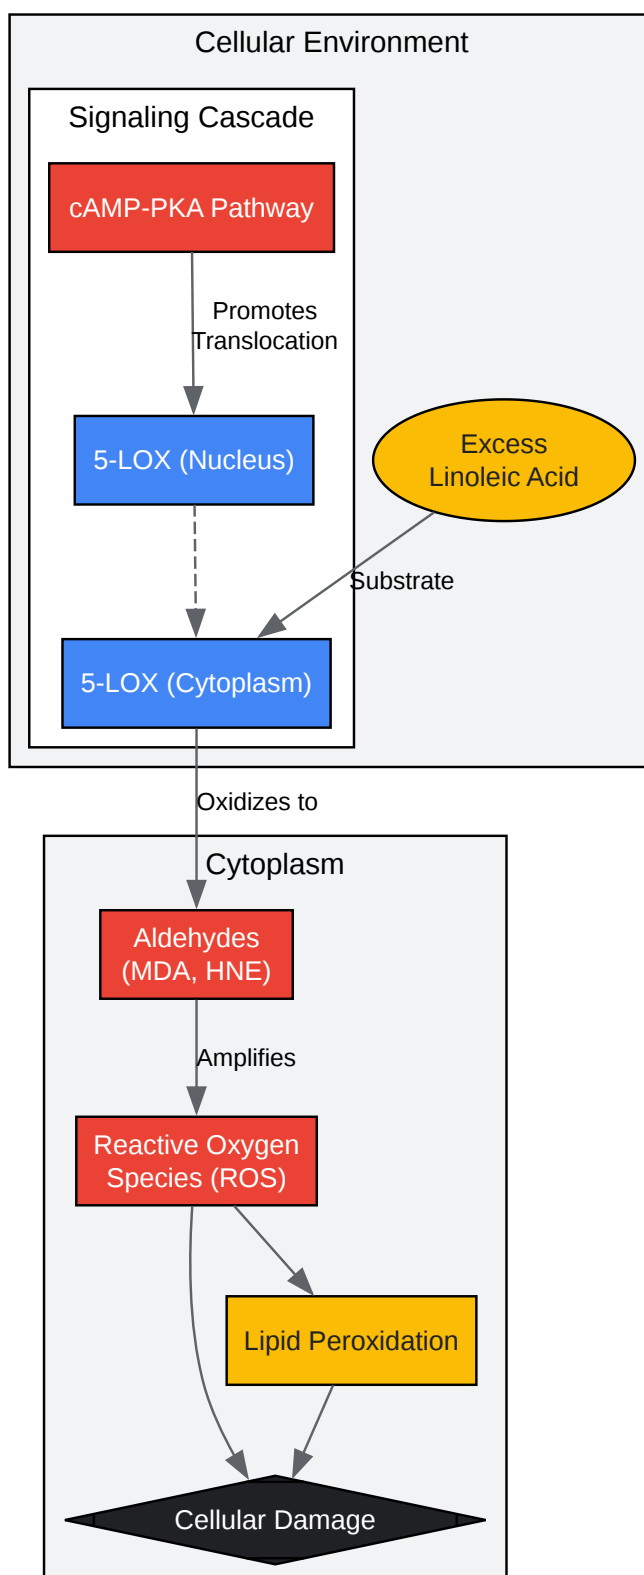 Cellular Environment
Signaling Cascade
cAMP-PKA Pathway
Promotes
Translocation
5-LOX (Nucleus)
Excess
Linoleic Acid
Substrate
5-LOX (Cytoplasm)
Oxidizes to
Cytoplasm
Aldehydes
(MDA, HNE)
Amplifies
Reactive Oxygen
Species (ROS)
Lipid Peroxidation
Cellular Damage